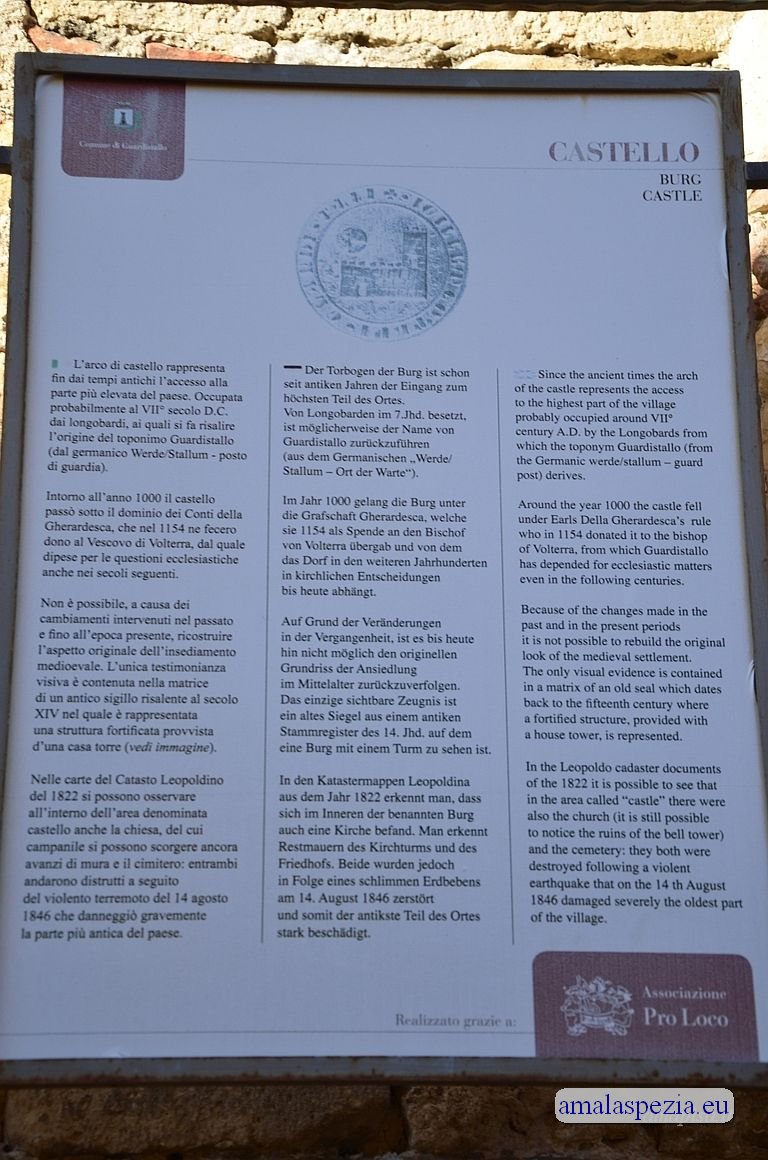 Comune di Guardistallo
CASTELLO
BURG
CASTLE
L'arco di castello rappresenta
fin dai tempi antichi l'accesso alla
parte più elevata del paese. Occupata
probabilmente al VII° secolo D.C.
dai longobardi, ai quali si fa risalire
l'origine del toponimo Guardistallo
(dal germanico Werde/Stallum - posto
di guardia).
Intorno all'anno 1000 il castello
passò sotto il dominio dei Conti della
Gherardesca, che nel 1154 ne fecero
dono al Vescovo di Volterra, dal quale
dipese per le questioni ecclesiastiche
anche nei secoli seguenti.
Non è possibile, a causa dei
cambiamenti intervenuti nel passato
e fino all'epoca presente, ricostruire
l'aspetto originale dell'insediamento
medioevale. L'unica testimonianza
visiva è contenuta nella matrice
di un antico sigillo risalente al secolo
XIV nel quale è rappresentata
una struttura fortificata provvista
d'una casa torre (vedi immagine).
Nelle carte del Catasto Leopoldino
del 1822 si possono osservare
all'interno dell'area denominata
castello anche la chiesa, del cui
campanile si possono scorgere ancora
avanzi di mura e il cimitero: entrambi
andarono distrutti a seguito
del violento terremoto del 14 agosto
1846 che danneggiò gravemente
la parte più antica del paese.
Der Torbogen der Burg ist schon
seit antiken Jahren der Eingang zum
höchsten Teil des Ortes.
Von Longobarden im 7.Jhd. besetzt,
ist möglicherweise der Name von
Guardistallo zurückzuführen
(aus dem Germanischen „Werde/
Stallum – Ort der Warte“).
Im Jahr 1000 gelang die Burg unter
die Grafschaft Gherardesca, welche
sie 1154 als Spende an den Bischof
von Volterra übergab und von dem
das Dorf in den weiteren Jahrhunderten
in kirchlichen Entscheidungen
bis heute abhängt.
Auf Grund der Veränderungen
in der Vergangenheit, ist es bis heute
hin nicht möglich den originellen
Grundriss der Ansiedlung
im Mittelalter zurückzuverfolgen.
Das einzige sichtbare Zeugnis ist
ein altes Siegel aus einem antiken
Stammregister des 14. Jhd. auf dem
eine Burg mit einem Turm zu sehen ist.
In den Katastermappen Leopoldina
aus dem Jahr 1822 erkennt man, dass
sich im Inneren der benannten Burg
auch eine Kirche befand. Man erkennt
Restmauern des Kirchturms und des
Friedhofs. Beide wurden jedoch
in Folge eines schlimmen Erdbebens
am 14. August 1846 zerstört
und somit der antikste Teil des Ortes
stark beschädigt.
Since the ancient times the arch
of the castle represents the access
to the highest part of the village
probably occupied around VII°
century A.D. by the Longobards from
which the toponym Guardistallo (from
the Germanic werde/stallum – guard
post) derives.
Around the year 1000 the castle fell
under Earls Della Gherardesca's rule
who in 1154 donated it to the bishop
of Volterra, from which Guardistallo
has depended for ecclesiastic matters
even in the following centuries.
Because of the changes made in the
past and in the present periods
it is not possible to rebuild the original
look of the medieval settlement.
The only visual evidence is contained
in a matrix of an old seal which dates
back to the fifteenth century where
a fortified structure, provided with
a house tower, is represented.
In the Leopoldo cadaster documents
of the 1822 it is possible to see that
in the area called “castle” there were
also the church (it is still possible
to notice the ruins of the bell tower)
and the cemetery: they both were
destroyed following a violent
earthquake that on the 14 th August
1846 damaged severely the oldest part
of the village.
Realizzato grazie a:
Associazione
Pro Loco
amalaspezia.eu